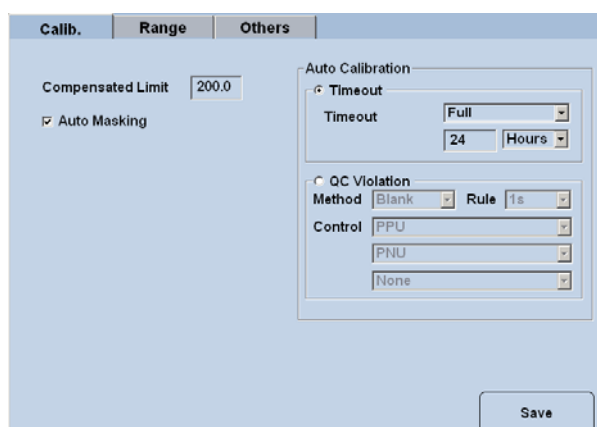 Calib. Range Others
Compensated Limit 200.0
Auto Masking
Auto Calibration
Timeout
Timeout Full
24 Hours
QC Violation
Method Blank Rule 1s
Control PPU
PNU
None
Save